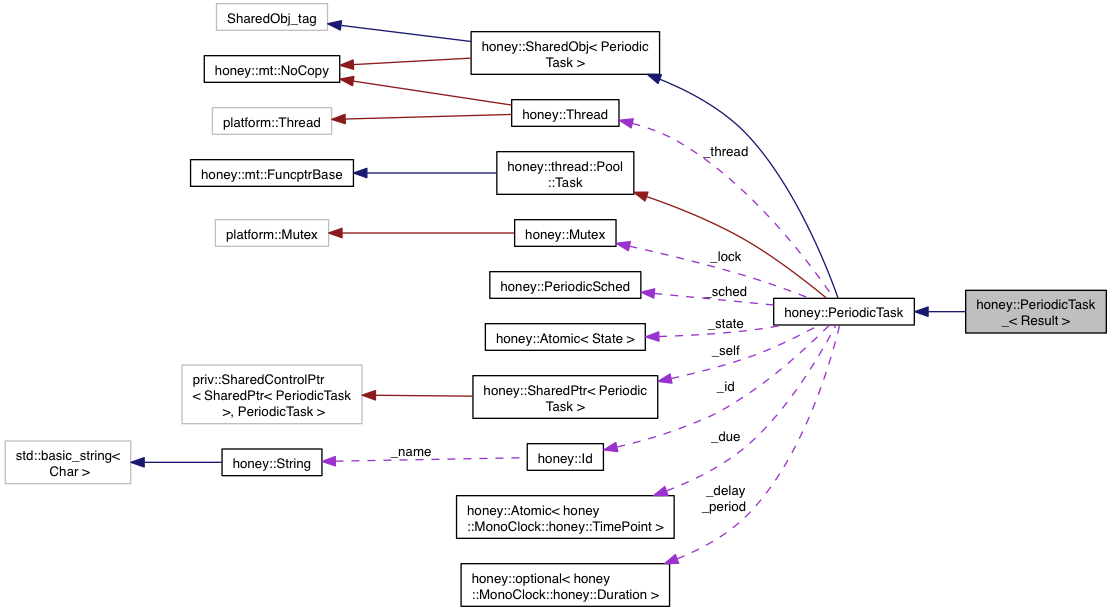 SharedObj_tag
honey::SharedObj< Periodic
Task >
honey::mt::NoCopy
honey::Thread
platform::Thread
_thread
honey::thread::Pool
::Task
honey::mt::FuncptrBase
honey::Mutex
platform::Mutex
_lock
honey::PeriodicSched
_sched
honey::PeriodicTask
honey::PeriodicTask
_< Result >
_state
honey::Atomic< State >
_self
priv::SharedControlPtr
< SharedPtr< PeriodicTask
>, PeriodicTask >
honey::SharedPtr< Periodic
Task >
_id
_due
std::basic_string<
Char >
honey::String
_name
honey::Id
_delay
_period
honey::Atomic< honey
::MonoClock::honey::TimePoint >
honey::optional< honey
::MonoClock::honey::Duration >